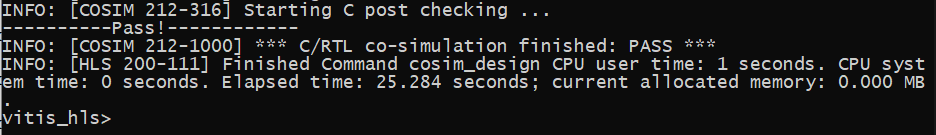 INFO: [COSIM 212-316] Starting C post checking ...
----------Pass!------------
INFO: [COSIM 212-1000] *** C/RTL co-simulation finished: PASS ***
INFO: [HLS 200-111] Finished Command cosim_design CPU user time: 1 seconds. CPU syst
em time: 0 seconds. Elapsed time: 25.284 seconds; current allocated memory: 0.000 MB
.
vitis_hls>